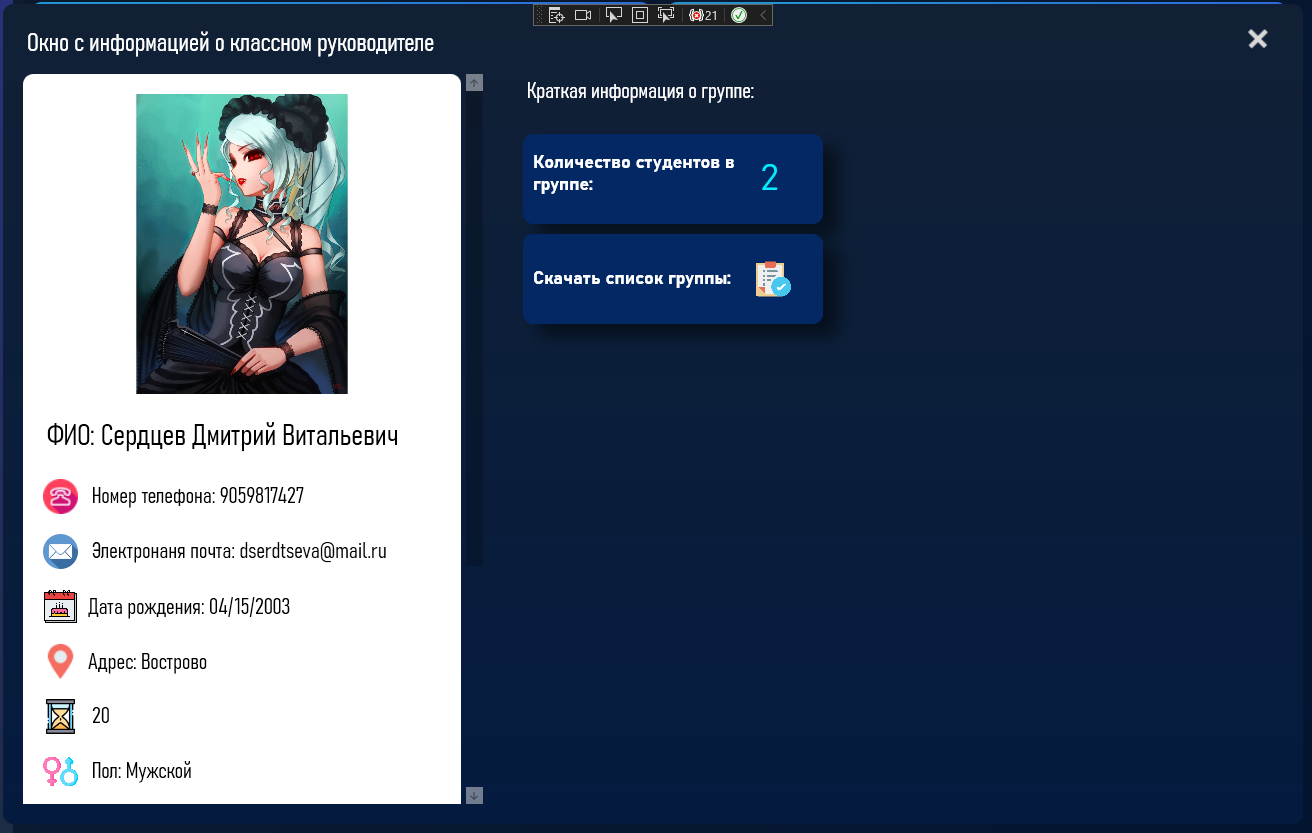 21
Окно с информацией о классном руководителе
Краткая информация о группе:
Количество студентов в
группе:
2
Скачать список группы:
ФИО: Сердцев Дмитрий Витальевич
Номер телефона: 9059817427
Электронаня почта: dserdtseva@mail.ru
Дата рождения: 04/15/2003
Адрес: Вострово
20
Пол: Мужской